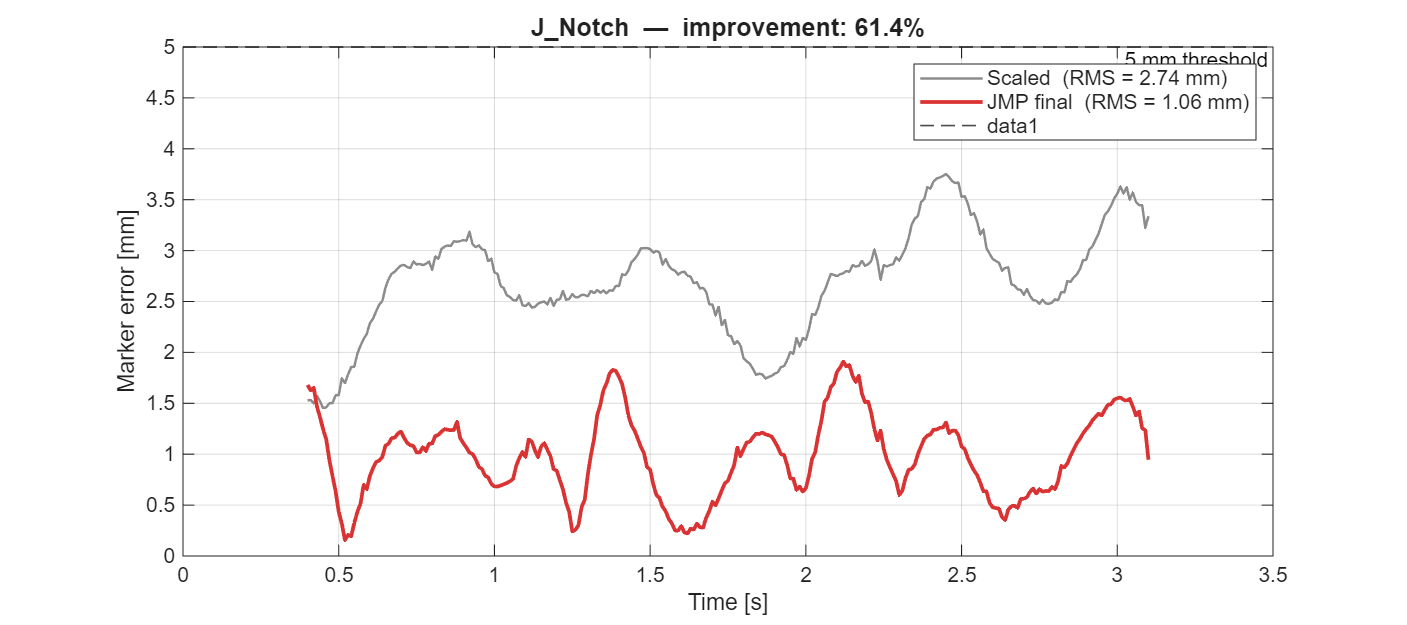 J_Notch — improvement: 61.4%
5 mm threshold
Scaled (RMS = 2.74 mm)
JMP final (RMS = 1.06 mm)
data1
Marker error [mm]
5
4.5
4
3.5
3
2.5
2
1.5
1
0.5
0
0 0.5 1 1.5 2 2.5 3 3.5
Time [s]